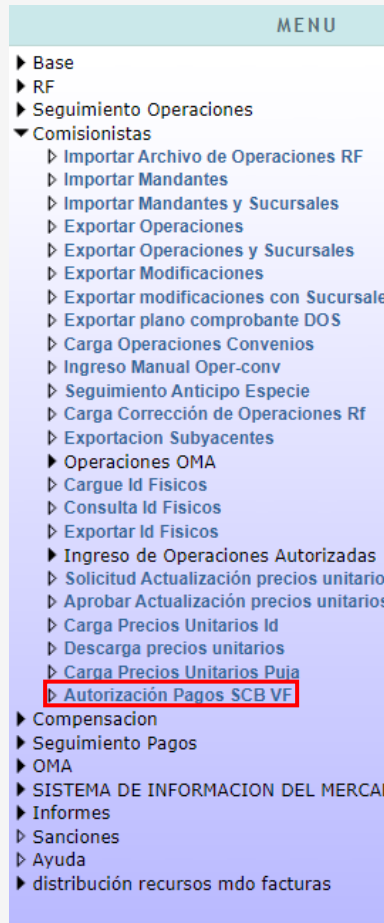 MENU
Base
RF
Seguimiento Operaciones
Comisionistas
Importar Archivo de Operaciones RF
Importar Mandantes
Importar Mandantes y Sucursales
Exportar Operaciones
Exportar Operaciones y Sucursales
Exportar Modificaciones
Exportar modificaciones con Sucursale
Exportar plano comprobante DOS
Carga Operaciones Convenios
Ingreso Manual Oper-conv
Seguimiento Anticipo Especie
Carga Corrección de Operaciones Rf
Exportacion Subyacentes
Operaciones OMA
Cargue Id Fisicos
Consulta Id Fisicos
Exportar Id Fisicos
Ingreso de Operaciones Autorizadas
Solicitud Actualización precios unitario
Aprobar Actualización precios unitarios
Carga Precios Unitarios Id
Descarga precios unitarios
Carga Precios Unitarios Puja
Autorización Pagos SCB VF
Compensacion
Seguimiento Pagos
OMA
SISTEMA DE INFORMACION DEL MERCA
Informes
Sanciones
Ayuda
distribución recursos mdo facturas